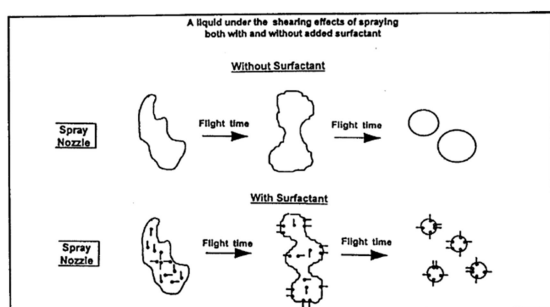 A liquid under the shearing effects of spraying
both with and without added surfactant
Without Surfactant
Spray
Nozzle
Flight time
Flight time
With Surfactant
Spray
Nozzle
Flight time
Flight time